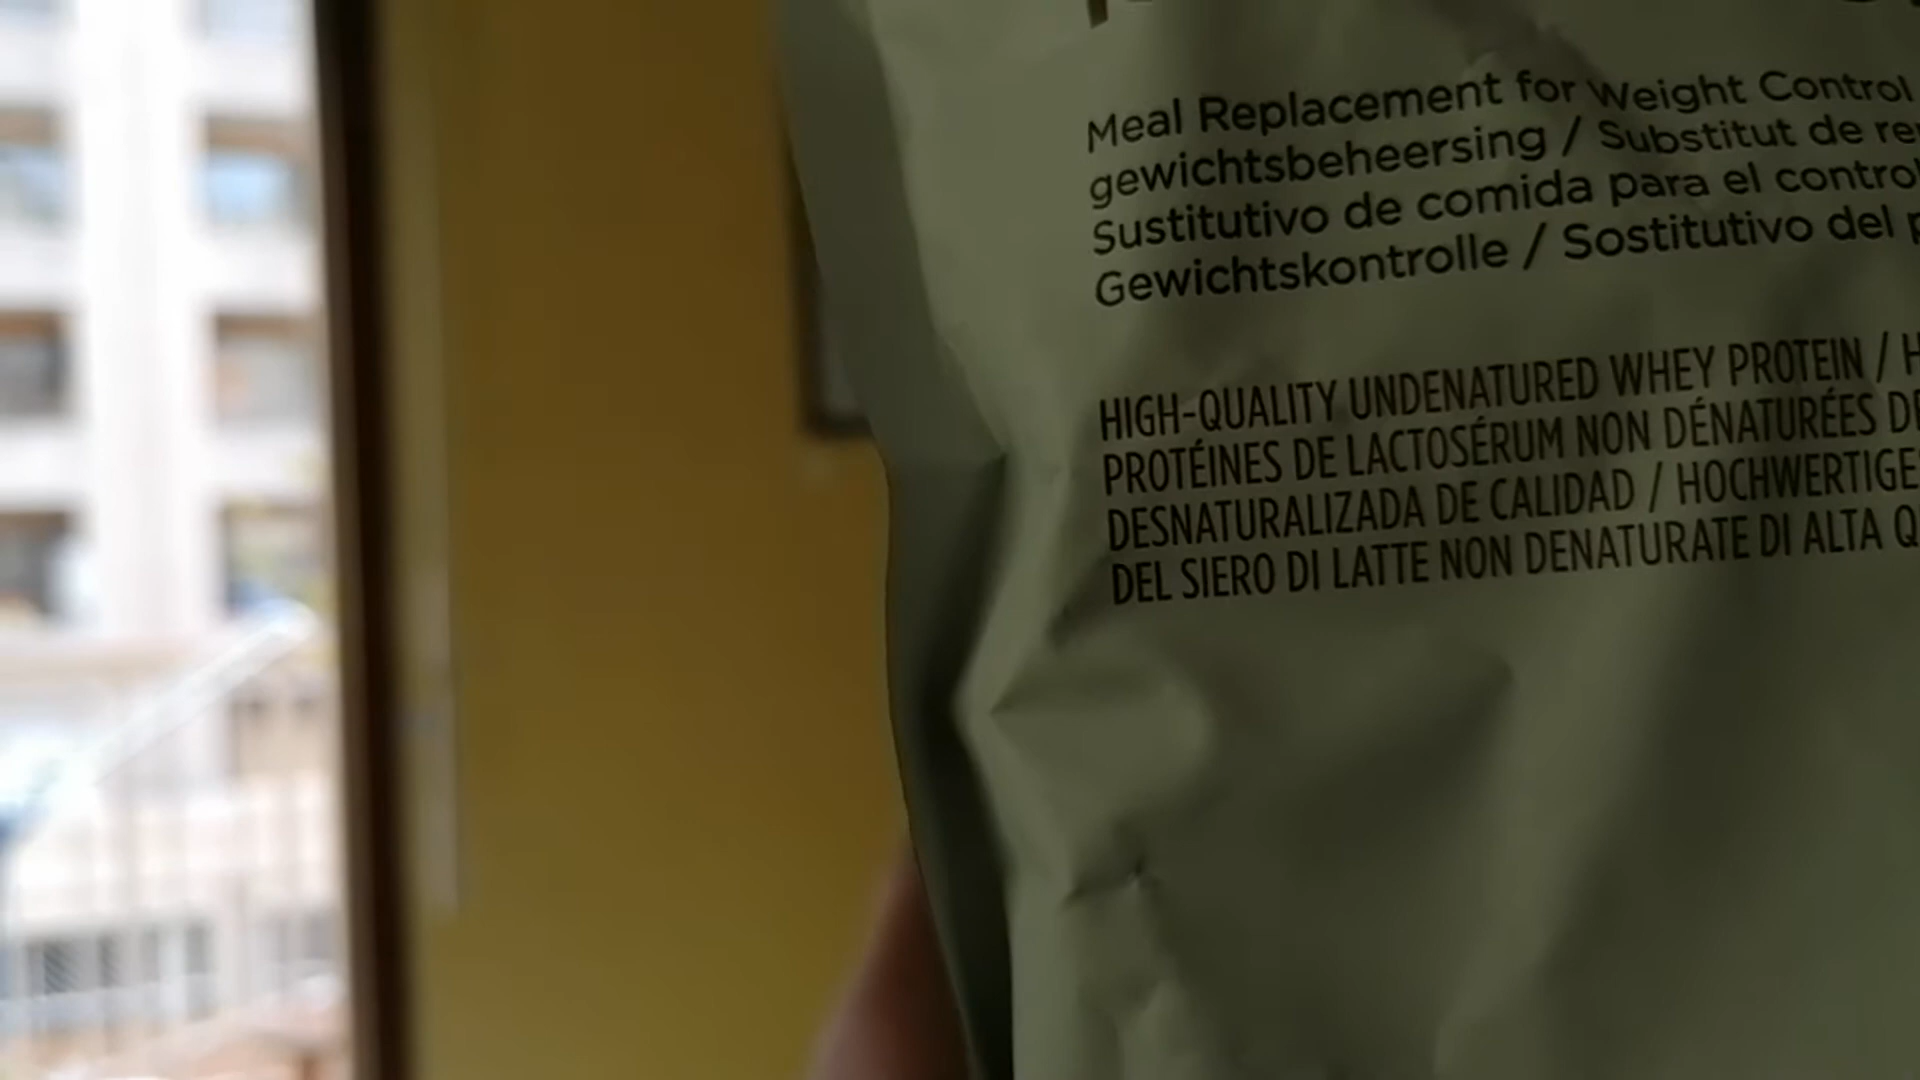 Meal Replacement for Weight Control
gewichtsbeheersing / Substitut de
Sustitutivo de comida para el control
Gewichtskontrolle / Sostitutivo del
HIGH-QUALITY UNDENATURED WHEY PROTEIN /
PROTÉINES DE LACTOSÉRUM NON DÉNATURÉES
DESNATURALIZADA DE CALIDAD / HOCHWERTIGES
DEL SIERO DI LATTE NON DENATURATE DI ALTA